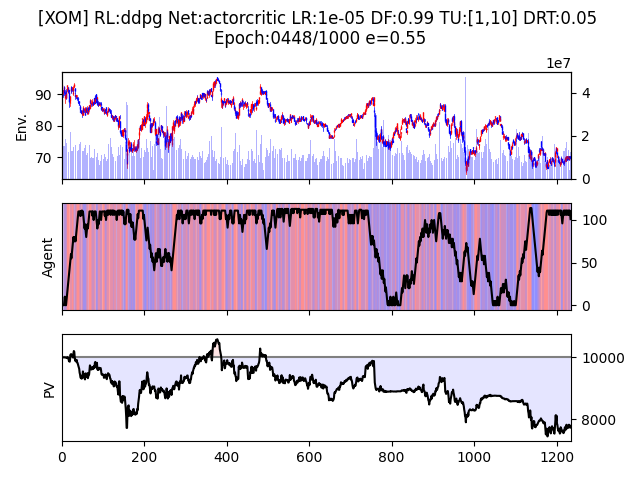 [XOM] RL:ddpg Net:actorcritic LR:1e-05 DF:0.99 TU:[1,10] DRT:0.05
Epoch:0448/1000 e=0.55
1e7
Env.
90
80
70
4
2
0
Agent
100
50
0
PV
10000
8000
0 200 400 600 800 1000 1200